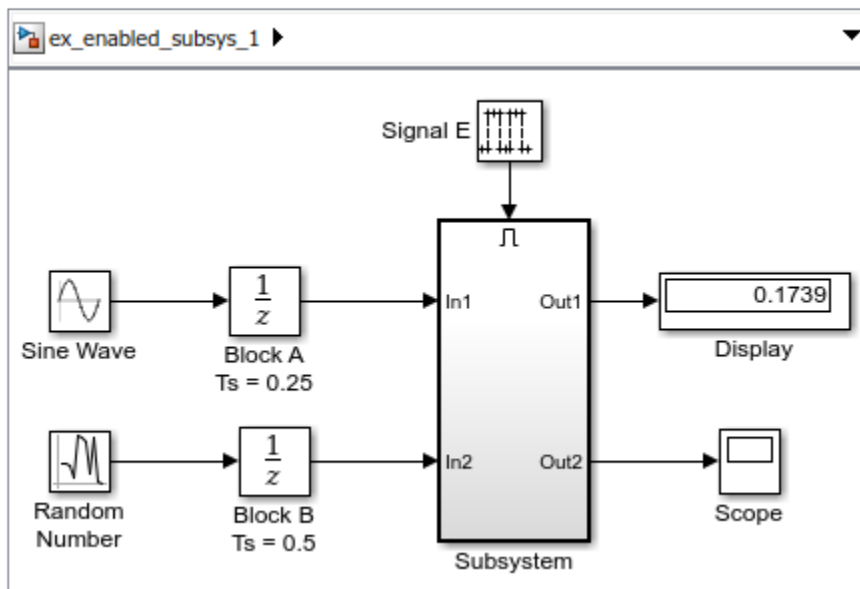 ex_enabled_subsys_1
Signal E
1
z
In1
Out1
0.1739
Sine Wave
Block A
Ts = 0.25
Display
1
z
In2
Out2
Random
Number
Block B
Ts = 0.5
Scope
Subsystem